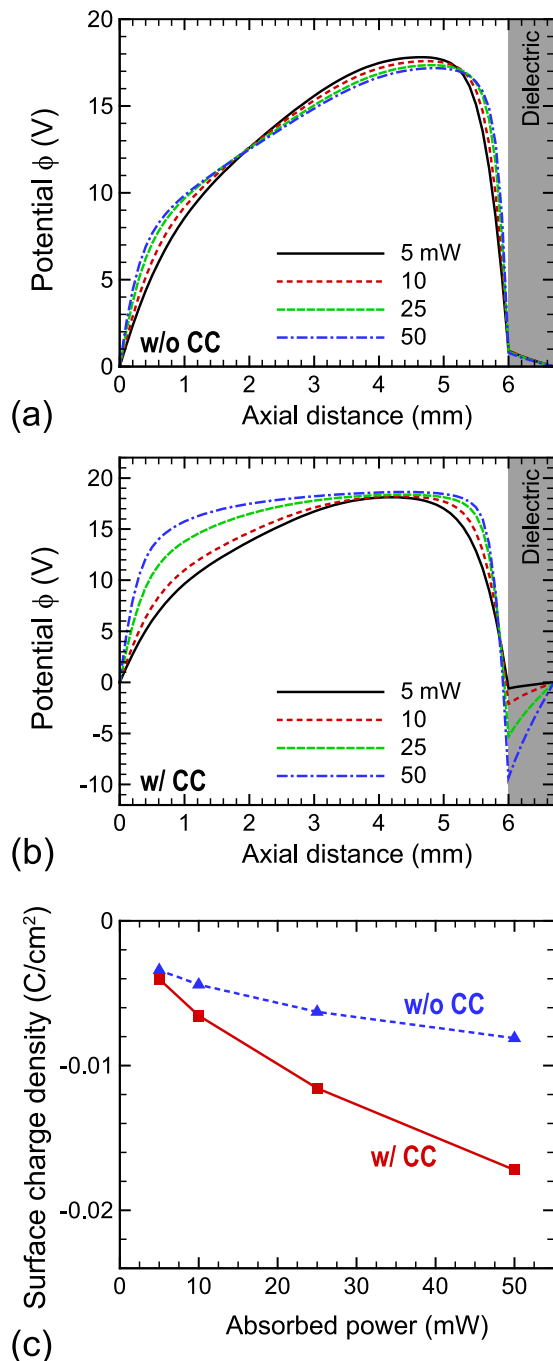 20
15
10
5
0
Potential ϕ (V)
Dielectric
5 mW
10
25
50
w/o CC
0 1 2 3 4 5 6
Axial distance (mm)
(a)
20
15
10
5
0
-5
-10
Potential ϕ (V)
Dielectric
5 mW
10
25
50
w/ CC
0 1 2 3 4 5 6
Axial distance (mm)
(b)
0
-0.01
-0.02
Surface charge density (C/cm²)
w/o CC
w/ CC
0 10 20 30 40 50
Absorbed power (mW)
(c)